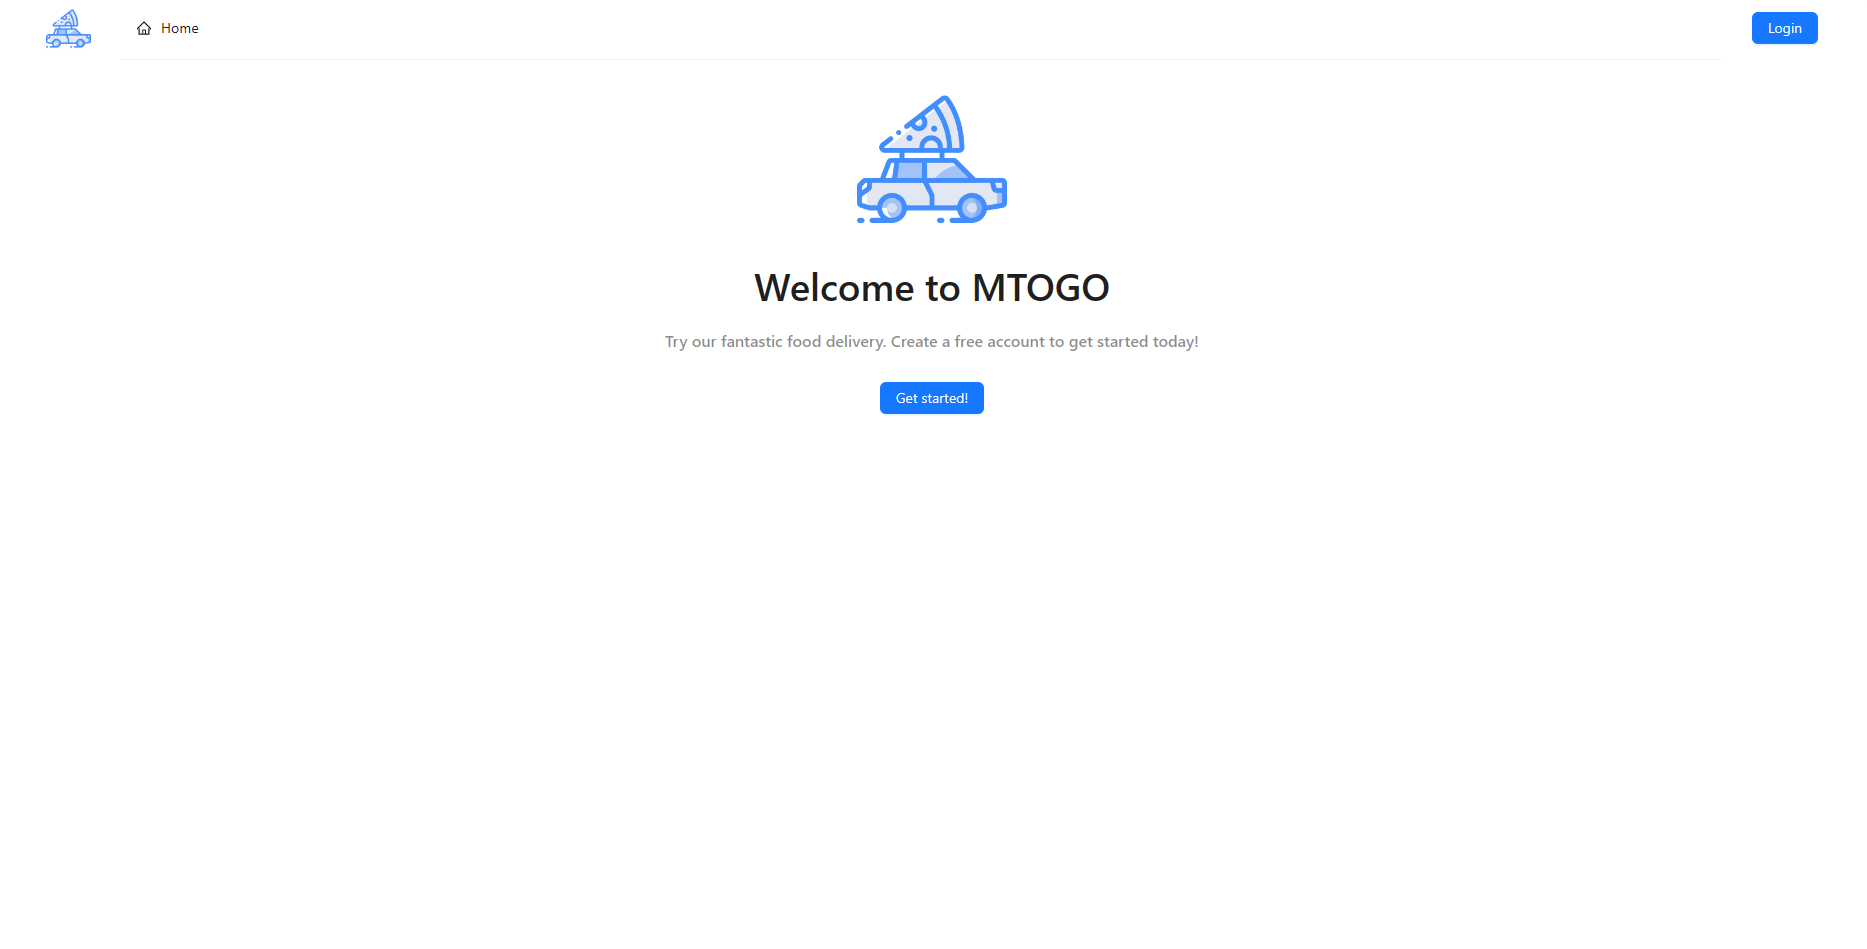 Home
Login
Welcome to MTOGO
Try our fantastic food delivery. Create a free account to get started today!
Get started!